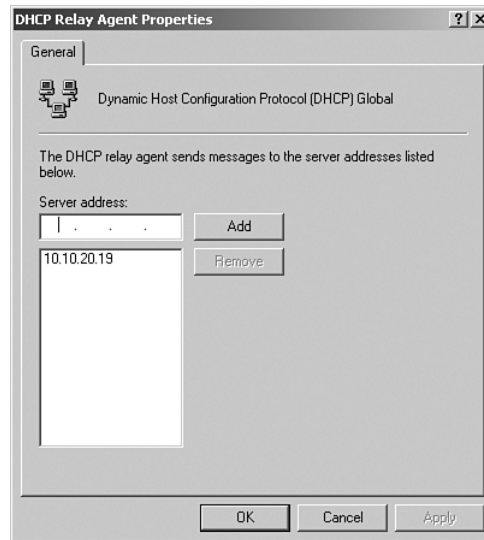 DHCP Relay Agent Properties
General
Dynamic Host Configuration Protocol (DHCP) Global
The DHCP relay agent sends messages to the server addresses listed
below.
Server address:
. . .
Add
10.10.20.19
Remove
OK
Cancel
Apply